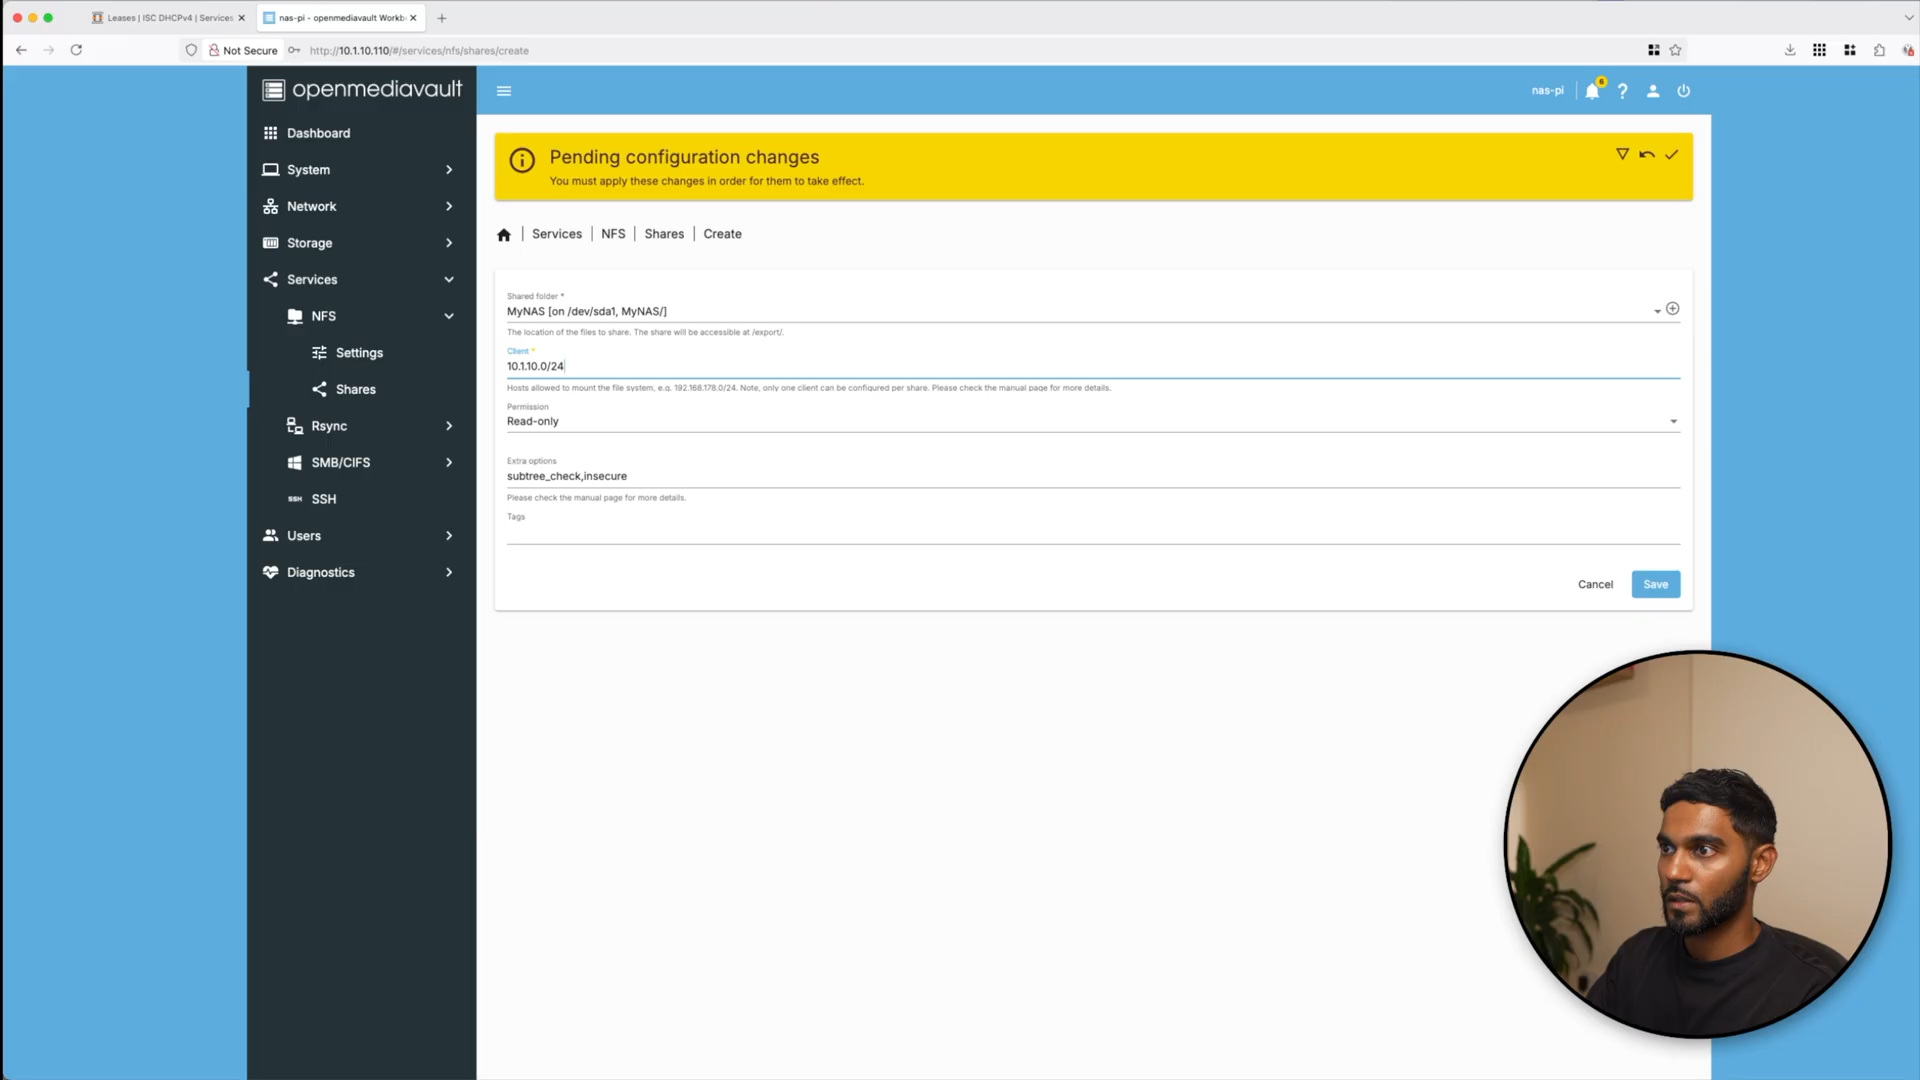 Leases | ISC DHCPv4 | Services
nas-pi - openmediavault Workb
Not Secure
http://10.1.10.110/#/services/nfs/shares/create
openmediavault
nas-pi
6
Dashboard
System
Network
Storage
Services
NFS
Settings
Shares
Rsync
SMB/CIFS
SSH
SSH
Users
Diagnostics
Pending configuration changes
You must apply these changes in order for them to take effect.
Services | NFS | Shares | Create
Shared folder *
MyNAS [on /dev/sda1, MyNAS/]
The location of the files to share. The share will be accessible at /export/.
Client *
10.1.10.0/24
Hosts allowed to mount the file system, e.g. 192.168.178.0/24. Note, only one client can be configured per share. Please check the manual page for more details.
Permission
Read-only
Extra options
subtree_check,insecure
Please check the manual page for more details.
Tags
Cancel
Save